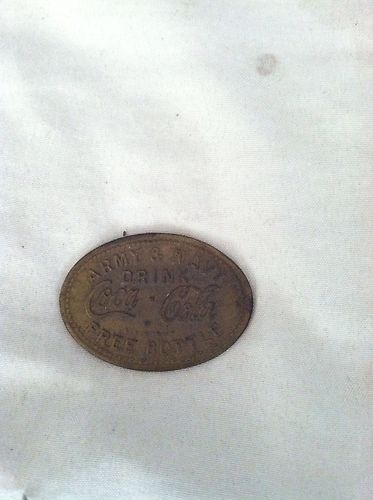 ARMY & NAVY
DRINK
Coca Cola
FREE BOTTLE